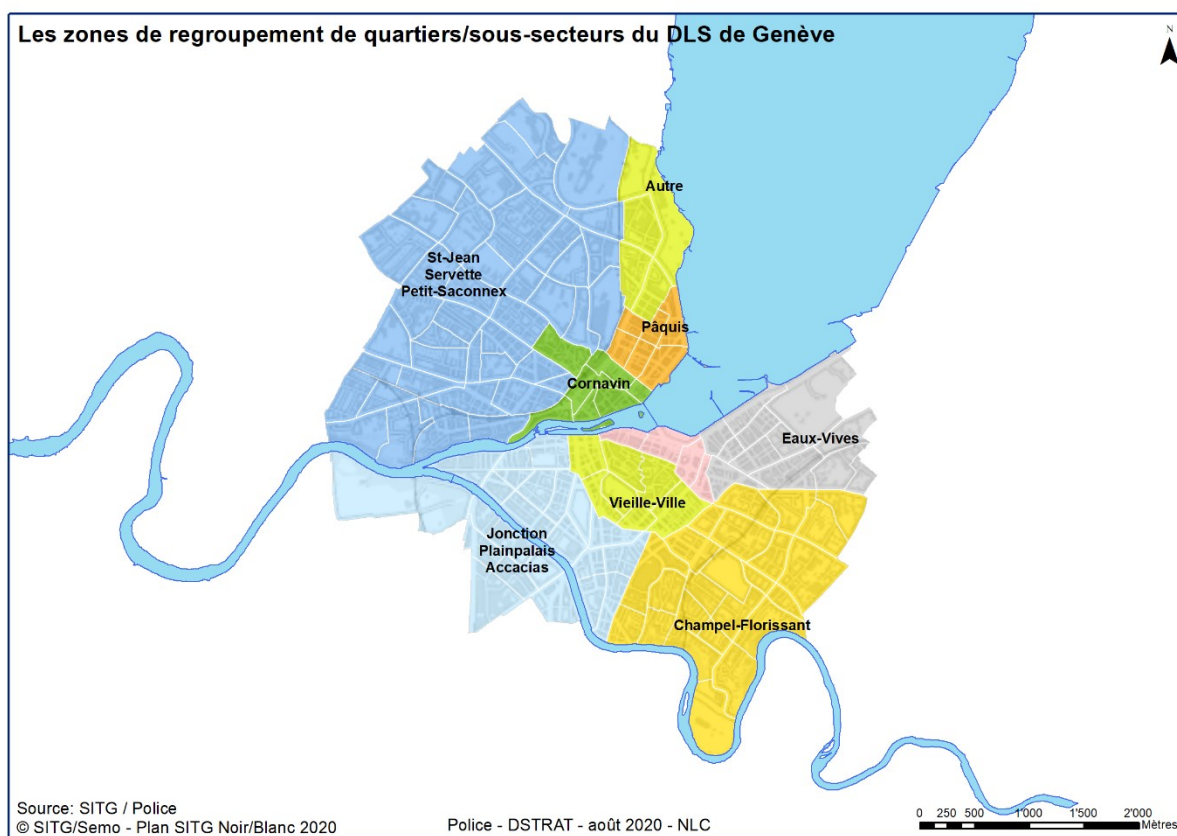 Les zones de regroupement de quartiers/sous-secteurs du DLS de Genève
N
Autre
St-Jean
Servette
Petit-Saconnex
Pâquis
Cornavin
Eaux-Vives
Vieille-Ville
Jonction
Plainpalais
Accacias
Champel-Florissant
Source: SITG / Police
© SITG/Semo - Plan SITG Noir/Blanc 2020
Police - DSTRAT - août 2020 - NLC
0 250 500 1'000 1'500 2'000
Mètres